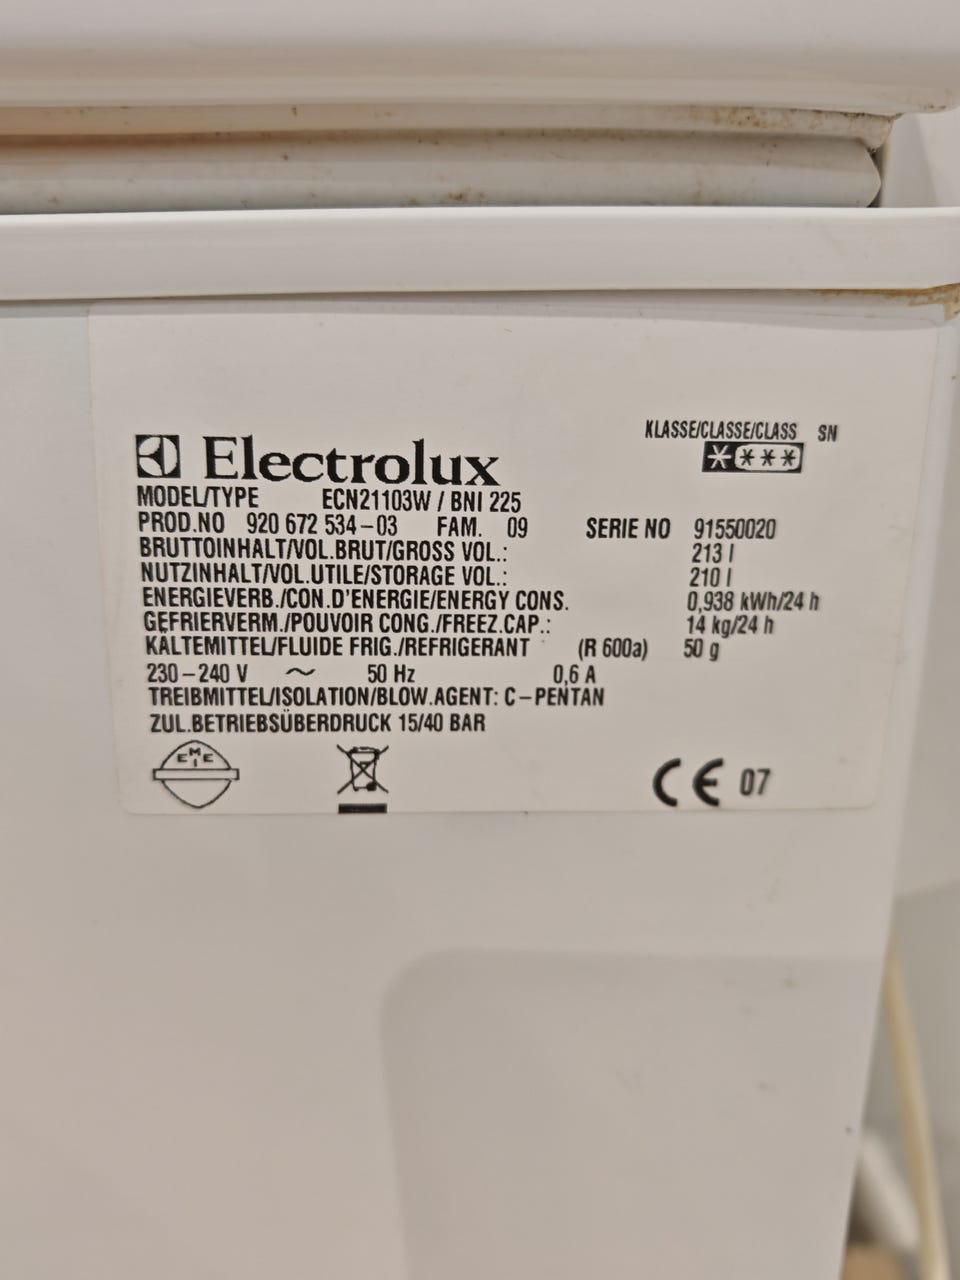 KLASSE/CLASSE/CLASS SN
Electrolux
MODEL/TYPE ECN21103W / BNI 225
PROD.NO 920 672 534-03 FAM. 09 SERIE NO 91550020
BRUTTOINHALT/VOL.BRUT/GROSS VOL.: 213 l
NUTZINHALT/VOL.UTILE/STORAGE VOL.: 210 l
ENERGIEVERB./CON.D'ENERGIE/ENERGY CONS. 0,938 kWh/24 h
GEFRIERVERM./POUVOIR CONG./FREEZ.CAP.: 14 kg/24 h
KÄLTEMITTEL/FLUIDE FRIG./REFRIGERANT (R 600a) 50 g
230-240 V ~ 50 Hz 0,6 A
TREIBMITTEL/ISOLATION/BLOW.AGENT: C-PENTAN
ZUL.BETRIEBSÜBERDRUCK 15/40 BAR
EMEI
CE 07